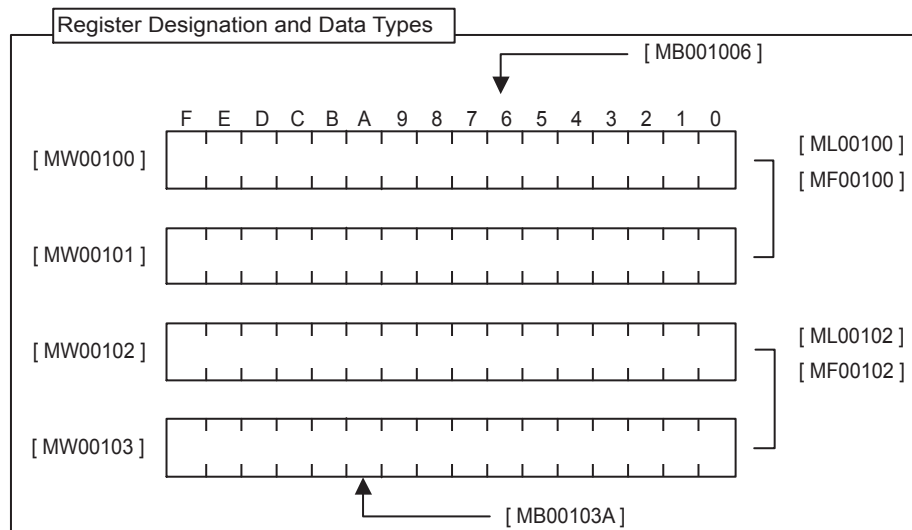 Register Designation and Data Types
[ MB001006 ]
F E D C B A 9 8 7 6 5 4 3 2 1 0
[ MW00100 ]
[ ML00100 ]
[ MF00100 ]
[ MW00101 ]
[ MW00102 ]
[ ML00102 ]
[ MF00102 ]
[ MW00103 ]
[ MB00103A ]